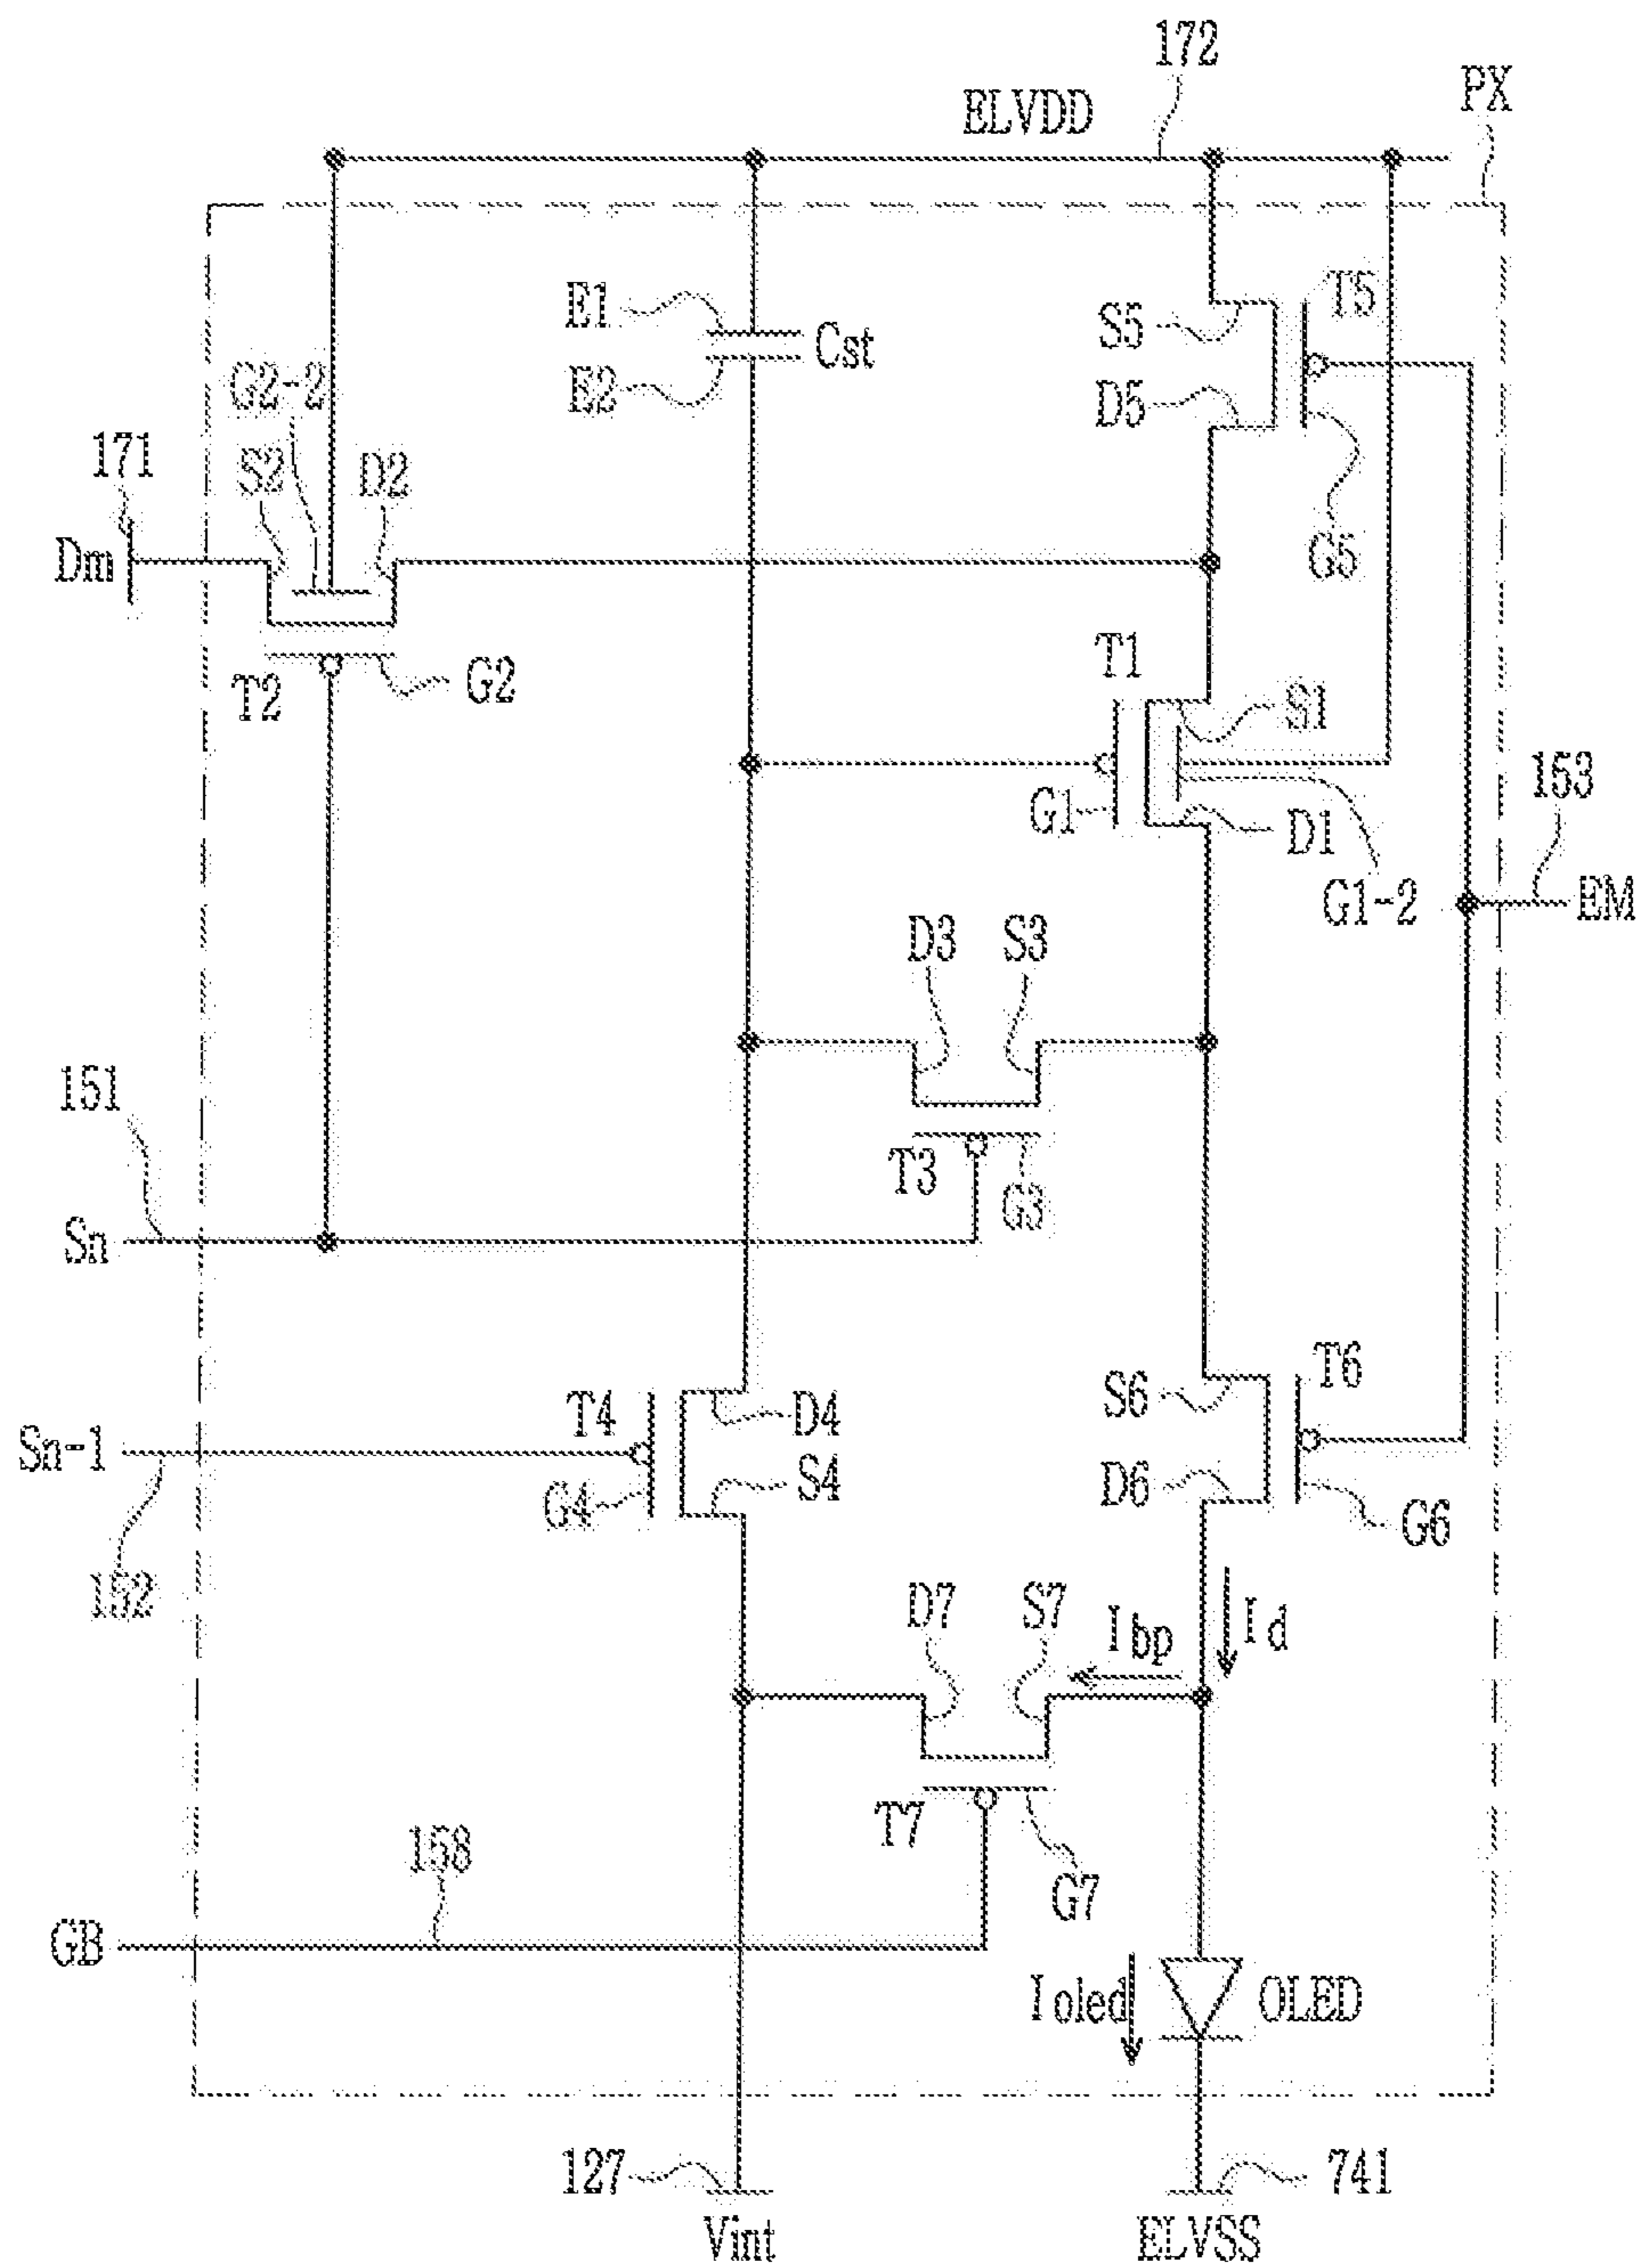 172
ELVDD
PX
E1
T5
S5
Cst
E2
G2-2
D5
171
S2
D2
Dm
G5
T1
T2
G2
S1
G1
D1
153
G1-2
EM
D3
S3
151
T3
G3
Sn
T4
D4
S6
T6
Sn-1
S4
D6
G4
G6
152
D7
S7
Ibp
Id
T7
158
G7
GB
Ioled
OLED
127
741
Vint
ELVSS